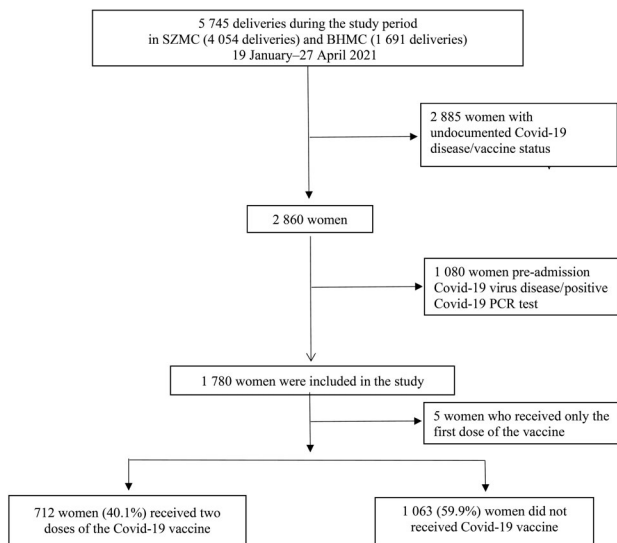 5 745 deliveries during the study period
in SZMC (4 054 deliveries) and BHMC (1 691 deliveries)
19 January–27 April 2021
2 885 women with
undocumented Covid-19
disease/vaccine status
2 860 women
1 080 women pre-admission
Covid-19 virus disease/positive
Covid-19 PCR test
1 780 women were included in the study
5 women who received only the
first dose of the vaccine
712 women (40.1%) received two
doses of the Covid-19 vaccine
1 063 (59.9%) women did not
received Covid-19 vaccine